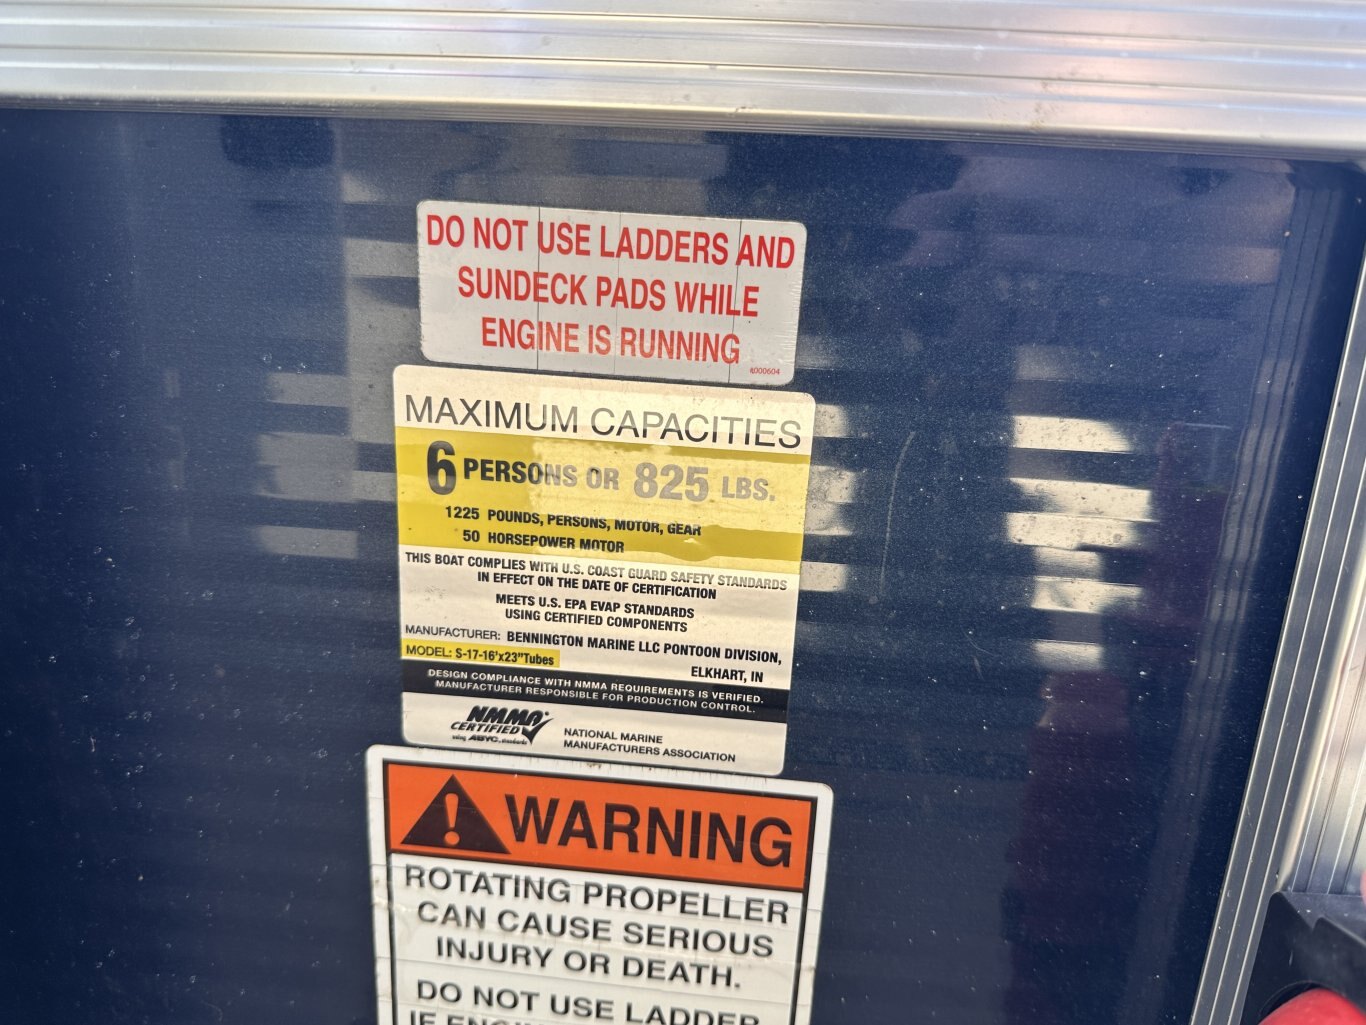 DO NOT USE LADDERS AND
SUNDECK PADS WHILE
ENGINE IS RUNNING
MAXIMUM CAPACITIES
6 PERSONS OR 825 LBS.
1225 POUNDS, PERSONS, MOTOR, GEAR
50 HORSEPOWER MOTOR
THIS BOAT COMPLIES WITH U.S. COAST GUARD SAFETY STANDARDS
IN EFFECT ON THE DATE OF CERTIFICATION
MEETS U.S. EPA EVAP STANDARDS
USING CERTIFIED COMPONENTS
MANUFACTURER: BENNINGTON MARINE LLC PONTOON DIVISION,
ELKHART, IN
MODEL: S-17-16'x23"Tubes
DESIGN COMPLIANCE WITH NMMA REQUIREMENTS IS VERIFIED.
MANUFACTURER RESPONSIBLE FOR PRODUCTION CONTROL.
NMMA
CERTIFIED
using ABYC standards
NATIONAL MARINE
MANUFACTURERS ASSOCIATION
WARNING
ROTATING PROPELLER
CAN CAUSE SERIOUS
INJURY OR DEATH.
DO NOT USE LADDER
IF